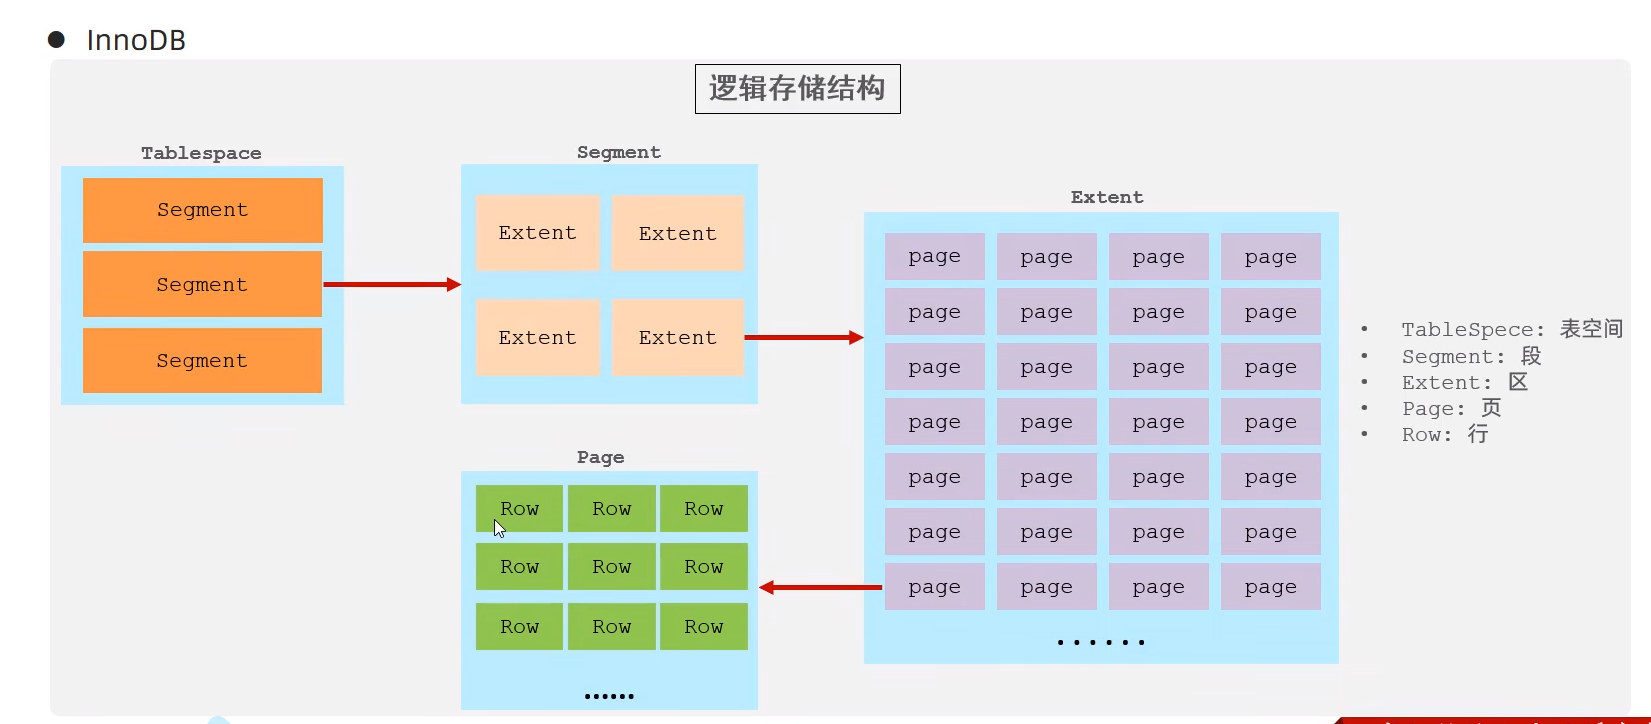 ● InnoDB
逻辑存储结构
Tablespace
Segment
Segment
Segment
Segment
Extent Extent
Extent Extent
Extent
page page page page
page page page page
page page page page
page page page page
page page page page
page page page page
page page page page
······
Page
Row Row Row
Row Row Row
Row Row Row
······
• TableSpece: 表空间
• Segment: 段
• Extent: 区
• Page: 页
• Row: 行